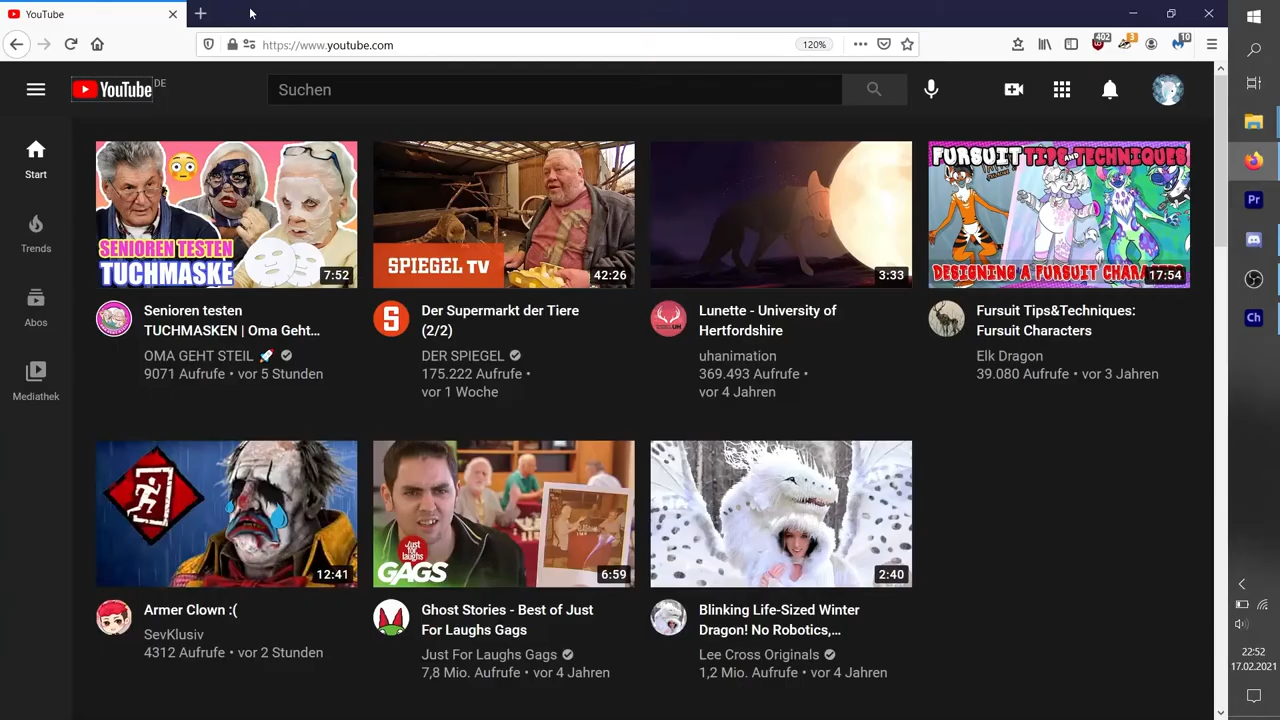 YouTube
https://www.youtube.com
120%
402
3
10
YouTube DE
Suchen
Start
Trends
Abos
Mediathek
SENIOREN TESTEN
TUCHMASKE
7:52
Senioren testen
TUCHMASKEN | Oma Geht...
OMA GEHT STEIL 🚀
9071 Aufrufe • vor 5 Stunden
SPIEGEL TV
42:26
S
Der Supermarkt der Tiere
(2/2)
DER SPIEGEL
175.222 Aufrufe •
vor 1 Woche
3:33
UH
Lunette - University of
Hertfordshire
uhanimation
369.493 Aufrufe •
vor 4 Jahren
FURSUIT TIPS AND TECHNIQUES
DESIGNING A FURSUIT CHARA
17:54
Fursuit Tips&Techniques:
Fursuit Characters
Elk Dragon
39.080 Aufrufe • vor 3 Jahren
12:41
Armer Clown :(
SevKlusiv
4312 Aufrufe • vor 2 Stunden
Just for laughs
GAGS
6:59
Ghost Stories - Best of Just
For Laughs Gags
Just For Laughs Gags
7,8 Mio. Aufrufe • vor 4 Jahren
2:40
Blinking Life-Sized Winter
Dragon! No Robotics,...
Lee Cross Originals
1,2 Mio. Aufrufe • vor 4 Jahren
Pr
Ch
22:52
17.02.2021